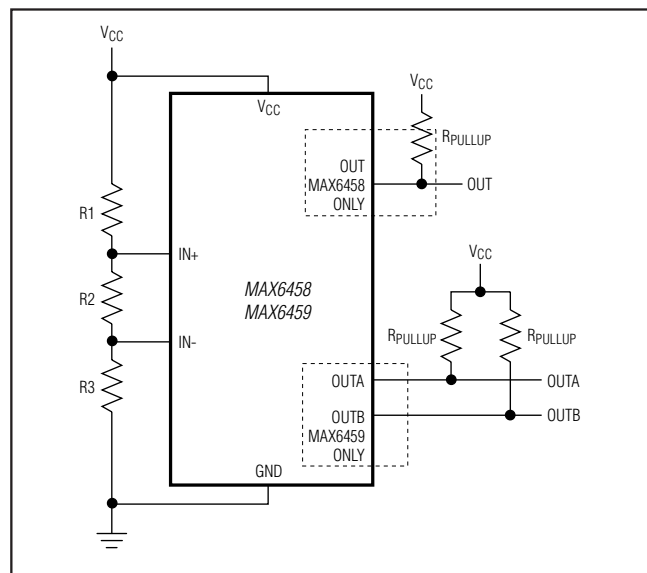 VCC
VCC
VCC
RPULLUP
OUT
MAX6458
ONLY
OUT
R1
IN+
R2
MAX6458
MAX6459
VCC
IN-
RPULLUP
RPULLUP
R3
OUTA
OUTA
OUTB
OUTB
MAX6459
ONLY
GND